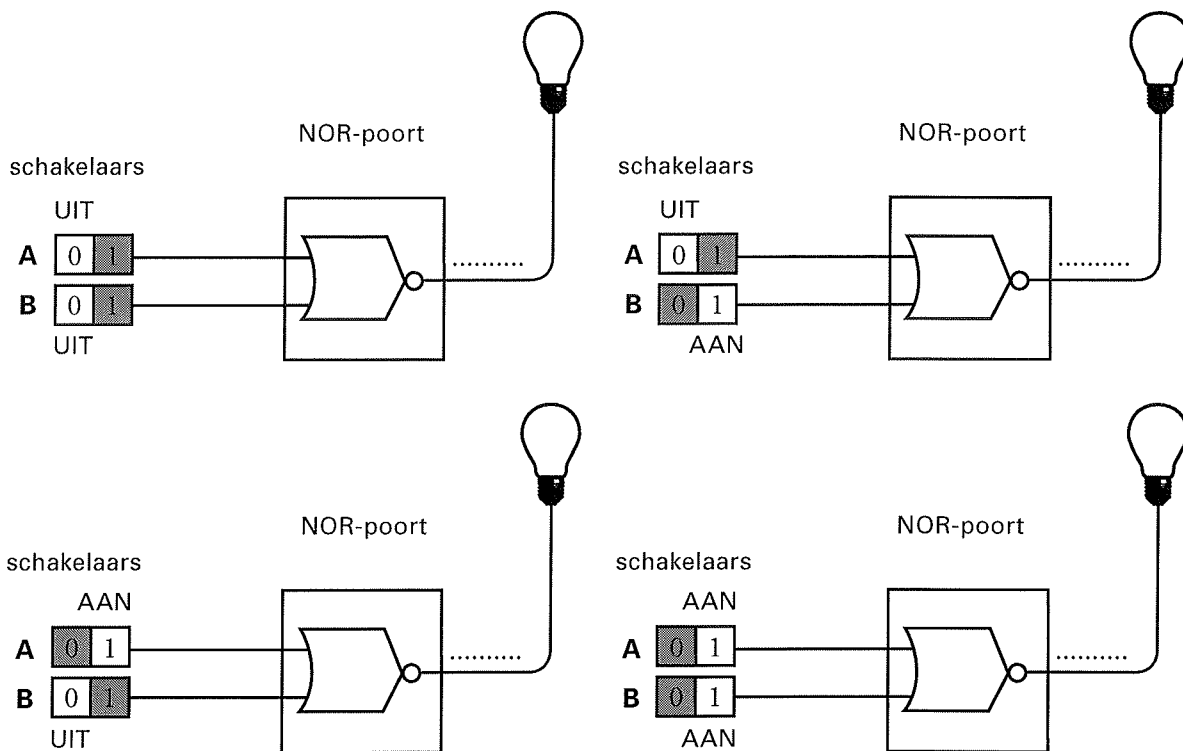 NOR-poort
schakelaars
UIT
A 0 1
..........
B 0 1
UIT
NOR-poort
schakelaars
UIT
A 0 1
..........
B 0 1
AAN
NOR-poort
schakelaars
AAN
A 0 1
..........
B 0 1
UIT
NOR-poort
schakelaars
AAN
A 0 1
..........
B 0 1
AAN